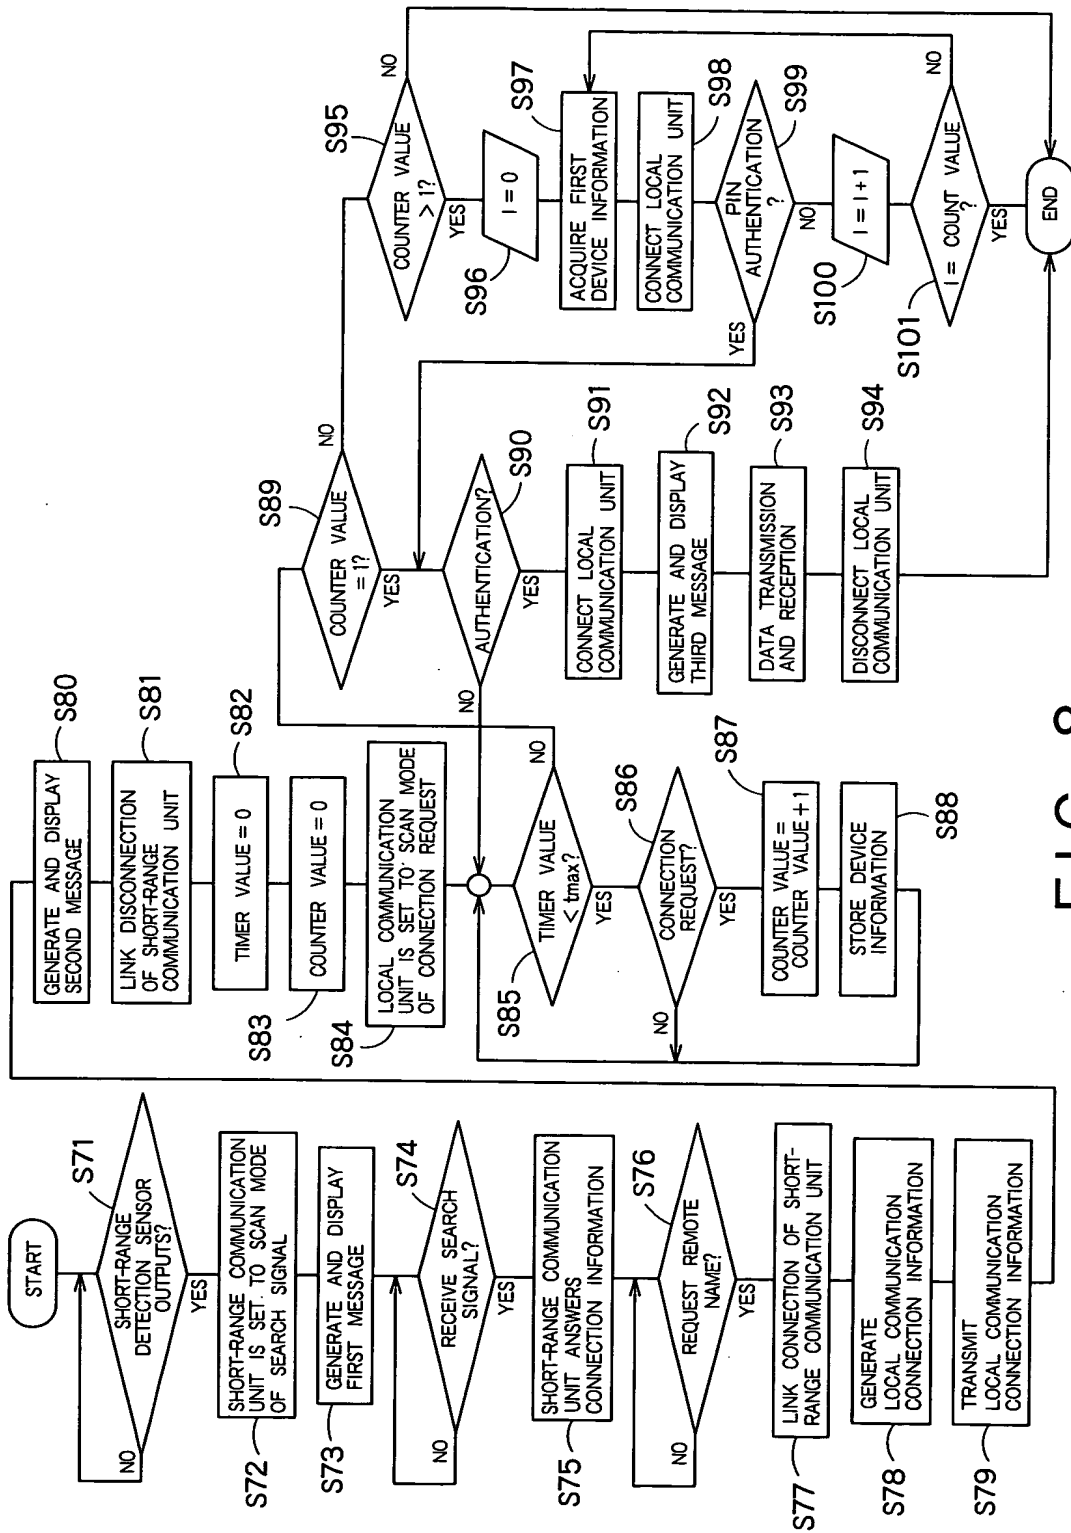 START
S71
SHORT-RANGE
DETECTION SENSOR
OUTPUTS?
NO
YES
S72
SHORT-RANGE COMMUNICATION
UNIT IS SET TO SCAN MODE
OF SEARCH SIGNAL
S73
GENERATE AND DISPLAY
FIRST MESSAGE
S74
RECEIVE SEARCH
SIGNAL?
NO
YES
S75
SHORT-RANGE COMMUNICATION
UNIT ANSWERS
CONNECTION INFORMATION
S76
REQUEST REMOTE
NAME?
NO
YES
S77
LINK CONNECTION OF SHORT-
RANGE COMMUNICATION UNIT
S78
GENERATE
LOCAL COMMUNICATION
CONNECTION INFORMATION
S79
TRANSMIT
LOCAL COMMUNICATION
CONNECTION INFORMATION
S80
GENERATE AND DISPLAY
SECOND MESSAGE
S81
LINK DISCONNECTION
OF SHORT-RANGE
COMMUNICATION UNIT
S82
TIMER VALUE = 0
S83
COUNTER VALUE = 0
S84
LOCAL COMMUNICATION
UNIT IS SET TO SCAN MODE
OF CONNECTION REQUEST
S85
TIMER VALUE
< tmax?
NO
YES
S86
CONNECTION
REQUEST?
NO
YES
S87
COUNTER VALUE =
COUNTER VALUE + 1
S88
STORE DEVICE
INFORMATION
S89
COUNTER VALUE
= 1?
NO
YES
S90
AUTHENTICATION?
NO
YES
S91
CONNECT LOCAL
COMMUNICATION UNIT
S92
GENERATE AND DISPLAY
THIRD MESSAGE
S93
DATA TRANSMISSION
AND RECEPTION
S94
DISCONNECT LOCAL
COMMUNICATION UNIT
S95
COUNTER VALUE
> 1?
NO
YES
S96
I = 0
S97
ACQUIRE FIRST
DEVICE INFORMATION
S98
CONNECT LOCAL
COMMUNICATION UNIT
S99
PIN
AUTHENTICATION
?
YES
NO
S100
I = I + 1
S101
I = COUNT VALUE
?
NO
YES
END